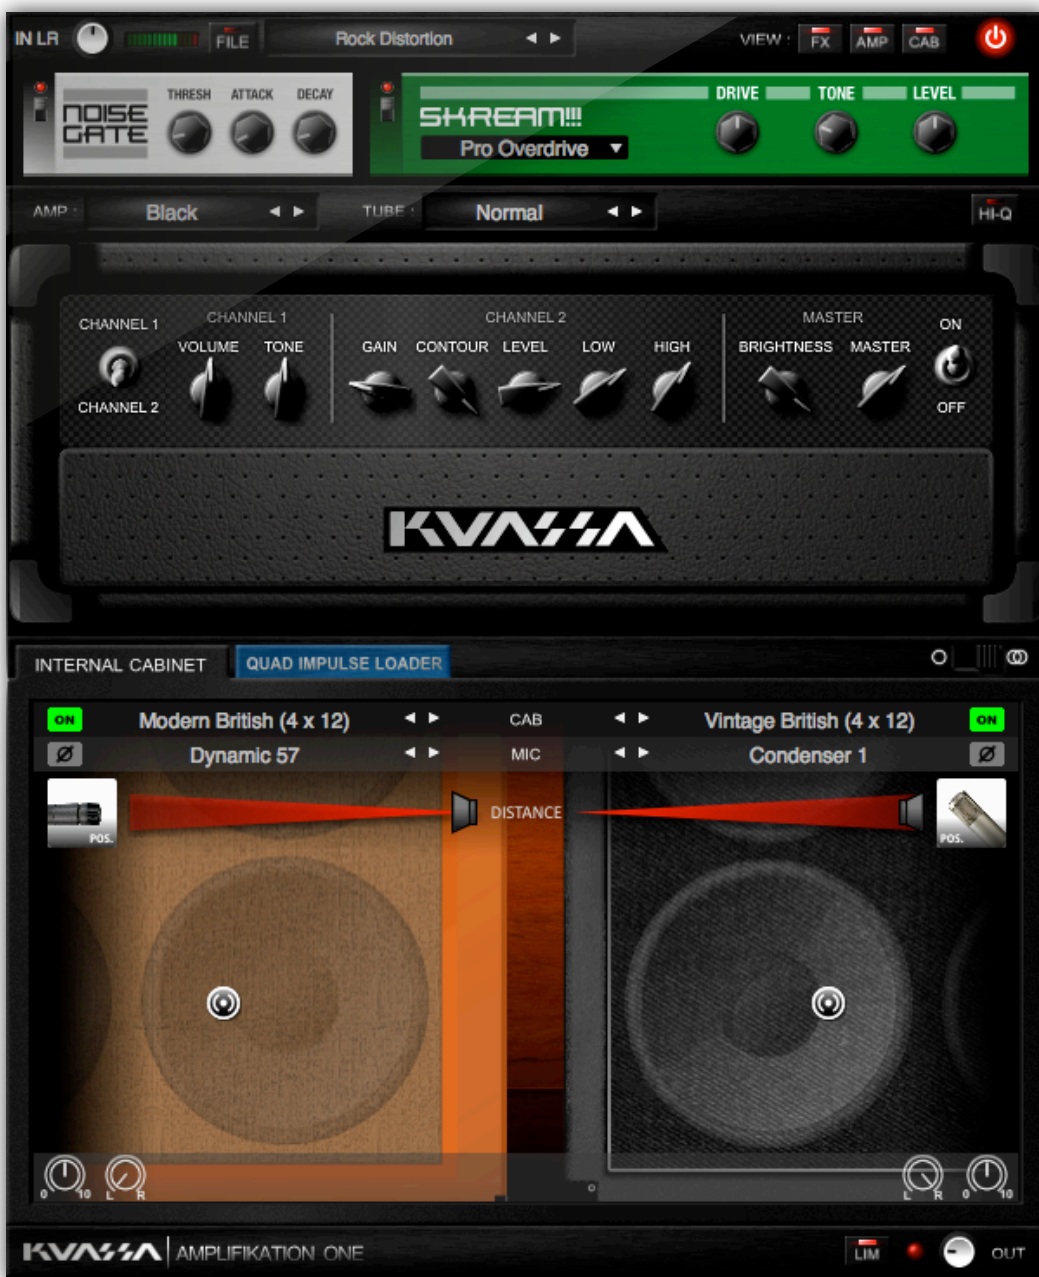 IN LR FILE Rock Distortion VIEW : FX AMP CAB
NOISE GATE THRESH ATTACK DECAY
SKREAM!!! DRIVE TONE LEVEL
Pro Overdrive
AMP : Black TUBE : Normal HI-Q
CHANNEL 1 CHANNEL 2 MASTER
CHANNEL 1 ON
VOLUME TONE GAIN CONTOUR LEVEL LOW HIGH BRIGHTNESS MASTER
CHANNEL 2 OFF
KVASSA
INTERNAL CABINET QUAD IMPULSE LOADER
ON Modern British (4 x 12) CAB Vintage British (4 x 12) ON
Ø Dynamic 57 MIC Condenser 1 Ø
POS. DISTANCE POS.
0 10 L R L R 0 10
KVASSA AMPLIFIKATION ONE LIM OUT